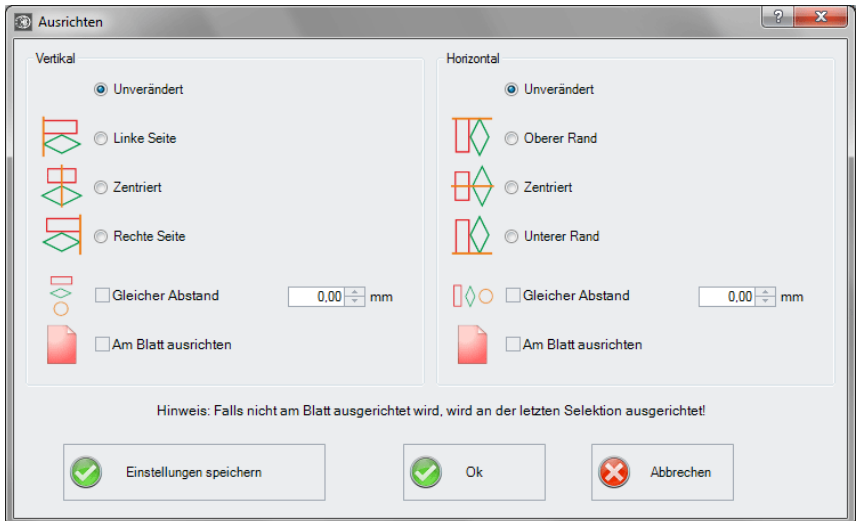 Ausrichten
?
Vertikal
Unverändert
Linke Seite
Zentriert
Rechte Seite
Gleicher Abstand 0,00 mm
Am Blatt ausrichten
Horizontal
Unverändert
Oberer Rand
Zentriert
Unterer Rand
Gleicher Abstand 0,00 mm
Am Blatt ausrichten
Hinweis: Falls nicht am Blatt ausgerichtet wird, wird an der letzten Selektion ausgerichtet!
Einstellungen speichern Ok Abbrechen